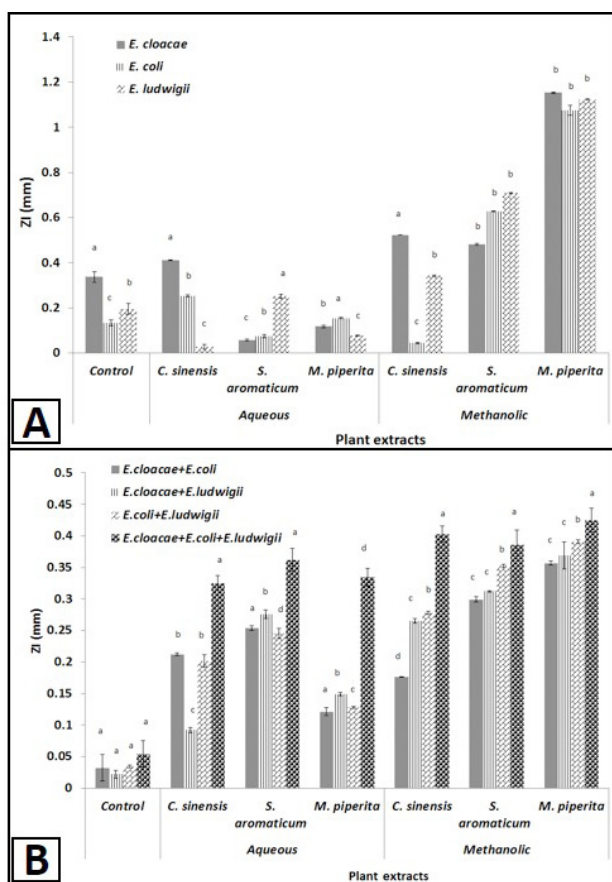 1.4
1.2
1
0.8
0.6
0.4
0.2
0
ZI (mm)
E. cloacae
E. coli
E. ludwigii
a c b a b c c b a b a c a c b b b b b b b
Control C. sinensis S. aromaticum M. piperita C. sinensis S. aromaticum M. piperita
Aqueous Methanolic
Plant extracts
A
0.5
0.45
0.4
0.35
0.3
0.25
0.2
0.15
0.1
0.05
0
ZI (mm)
E.cloacae+E.coli
E.cloacae+E.ludwigii
E.coli+E.ludwigii
E.cloacae+E.coli+E.ludwigii
a a a a b c b a a b d a a b c d d c b a c c b a c c b a
Control C. sinensis S. aromaticum M. piperita C. sinensis S. aromaticum M. piperita
Aqueous Methanolic
Plant extracts
B